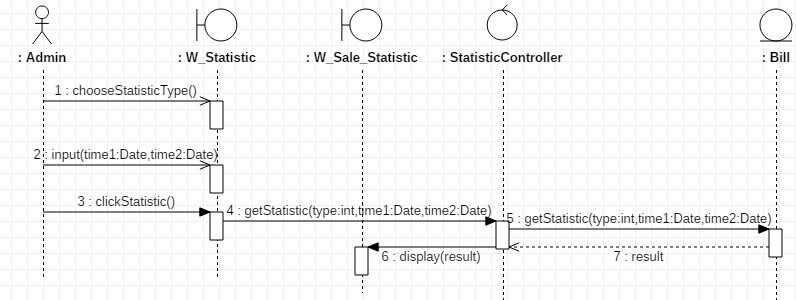 : Admin
: W_Statistic
: W_Sale_Statistic
: StatisticController
: Bill
1 : chooseStatisticType()
2 : input(time1:Date,time2:Date)
3 : clickStatistic()
4 : getStatistic(type:int,time1:Date,time2:Date)
5 : getStatistic(type:int,time1:Date,time2:Date)
6 : display(result)
7 : result